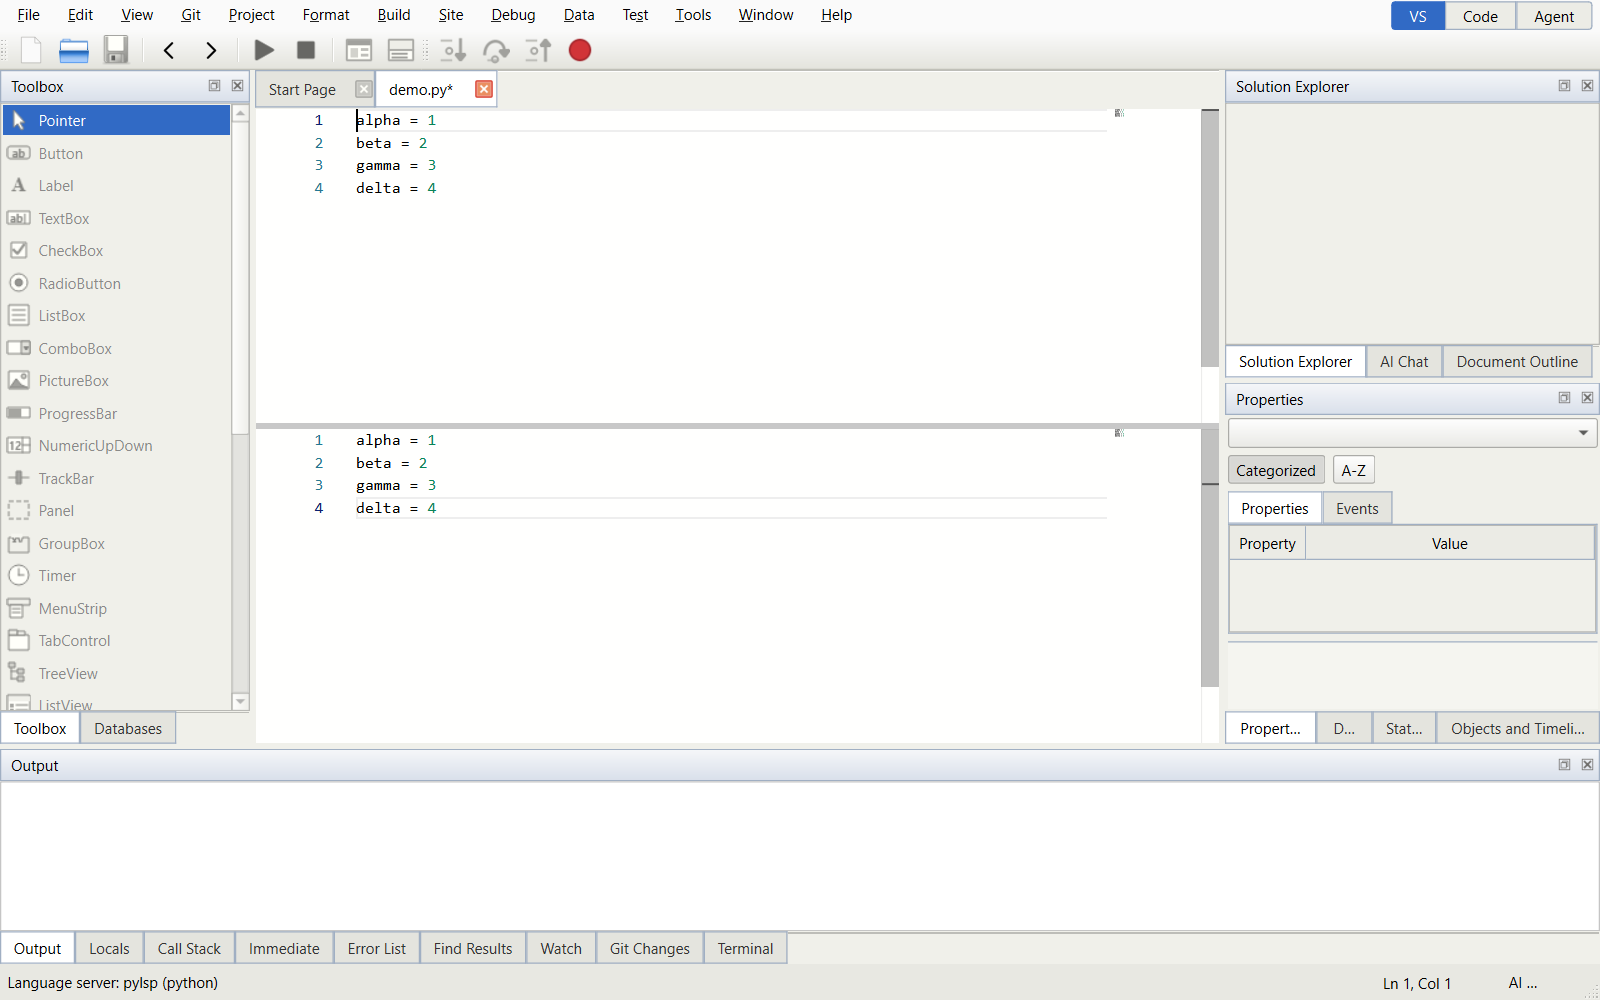 File Edit View Git Project Format Build Site Debug Data Test Tools Window Help
VS Code Agent
Toolbox
Start Page demo.py*
Solution Explorer
Pointer
Button
Label
TextBox
CheckBox
RadioButton
ListBox
ComboBox
PictureBox
ProgressBar
NumericUpDown
TrackBar
Panel
GroupBox
Timer
MenuStrip
TabControl
TreeView
ListView
Toolbox Databases
1 alpha = 1
2 beta = 2
3 gamma = 3
4 delta = 4
1 alpha = 1
2 beta = 2
3 gamma = 3
4 delta = 4
Solution Explorer AI Chat Document Outline
Properties
Categorized A-Z
Properties Events
Property Value
Propert... D... Stat... Objects and Timeli...
Output
Output Locals Call Stack Immediate Error List Find Results Watch Git Changes Terminal
Language server: pylsp (python)
Ln 1, Col 1 AI ...